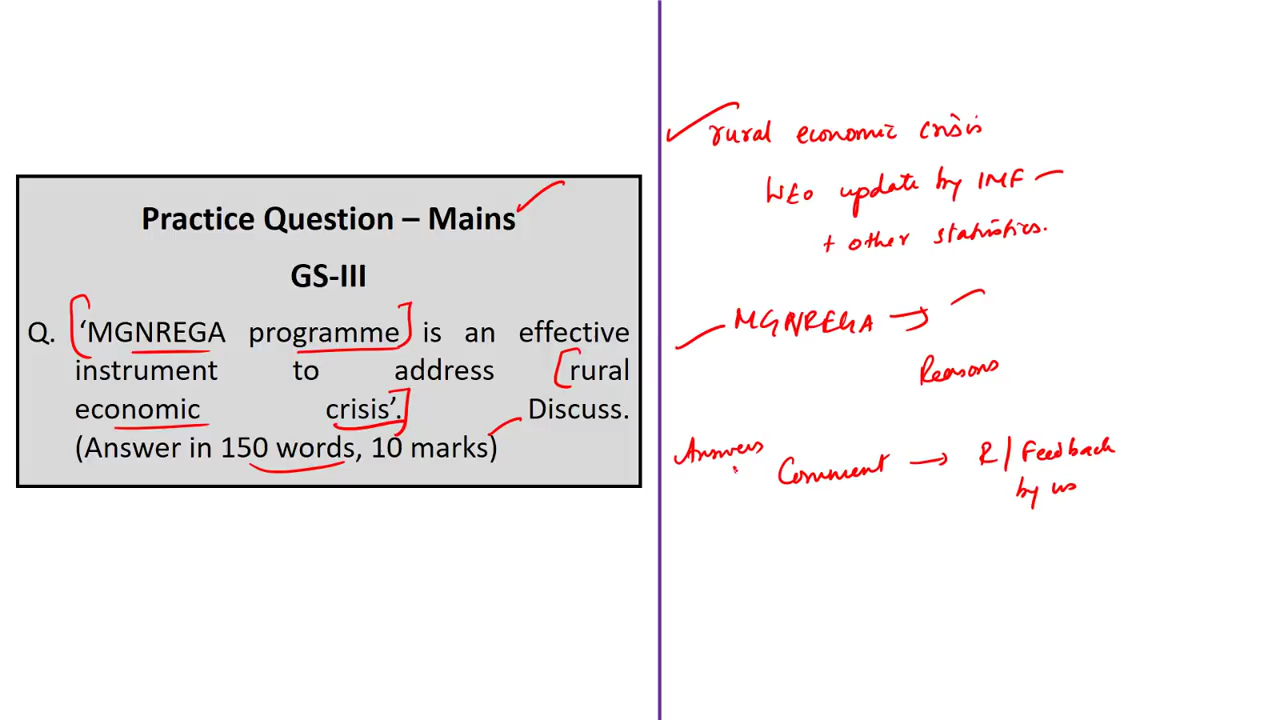 Practice Question – Mains
GS-III
Q. ‘MGNREGA programme is an effective
instrument to address rural
economic crisis’. Discuss.
(Answer in 150 words, 10 marks)
rural economic crisis
WEO update by IMF
+ other statistics.
MGNREGA →
Reasons
Answers
Comment → R/Feedback
by us